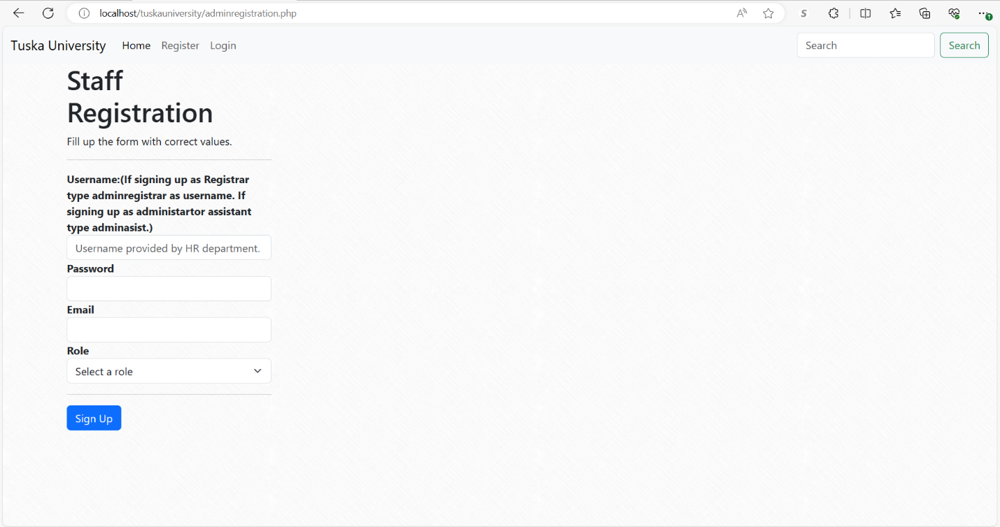 localhost/tuskauniversity/adminregistration.php
Tuska University Home Register Login Search Search
Staff
Registration
Fill up the form with correct values.
Username:(If signing up as Registrar
type adminregistrar as username. If
signing up as administartor assistant
type adminasist.)
Username provided by HR department.
Password
Email
Role
Select a role
Sign Up